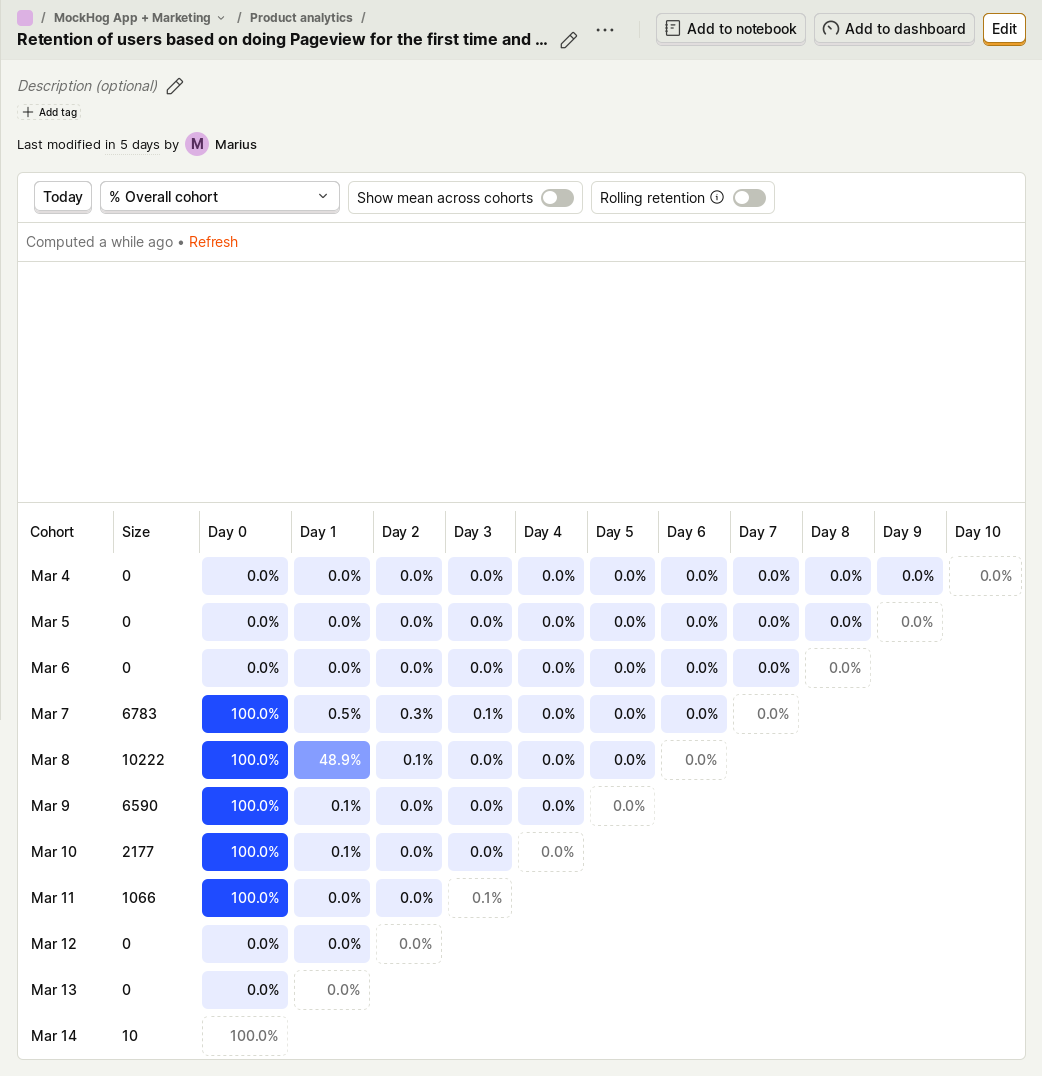 / MockHog App + Marketing / Product analytics /
Retention of users based on doing Pageview for the first time and ...
Add to notebook
Add to dashboard
Edit
Description (optional)
Add tag
Last modified in 5 days by M Marius
Today
% Overall cohort
Show mean across cohorts
Rolling retention
Computed a while ago • Refresh
Cohort Size Day 0 Day 1 Day 2 Day 3 Day 4 Day 5 Day 6 Day 7 Day 8 Day 9 Day 10
Mar 4 0 0.0% 0.0% 0.0% 0.0% 0.0% 0.0% 0.0% 0.0% 0.0% 0.0% 0.0%
Mar 5 0 0.0% 0.0% 0.0% 0.0% 0.0% 0.0% 0.0% 0.0% 0.0% 0.0%
Mar 6 0 0.0% 0.0% 0.0% 0.0% 0.0% 0.0% 0.0% 0.0% 0.0%
Mar 7 6783 100.0% 0.5% 0.3% 0.1% 0.0% 0.0% 0.0% 0.0%
Mar 8 10222 100.0% 48.9% 0.1% 0.0% 0.0% 0.0% 0.0%
Mar 9 6590 100.0% 0.1% 0.0% 0.0% 0.0% 0.0%
Mar 10 2177 100.0% 0.1% 0.0% 0.0% 0.0%
Mar 11 1066 100.0% 0.0% 0.0% 0.1%
Mar 12 0 0.0% 0.0% 0.0%
Mar 13 0 0.0% 0.0%
Mar 14 10 100.0%